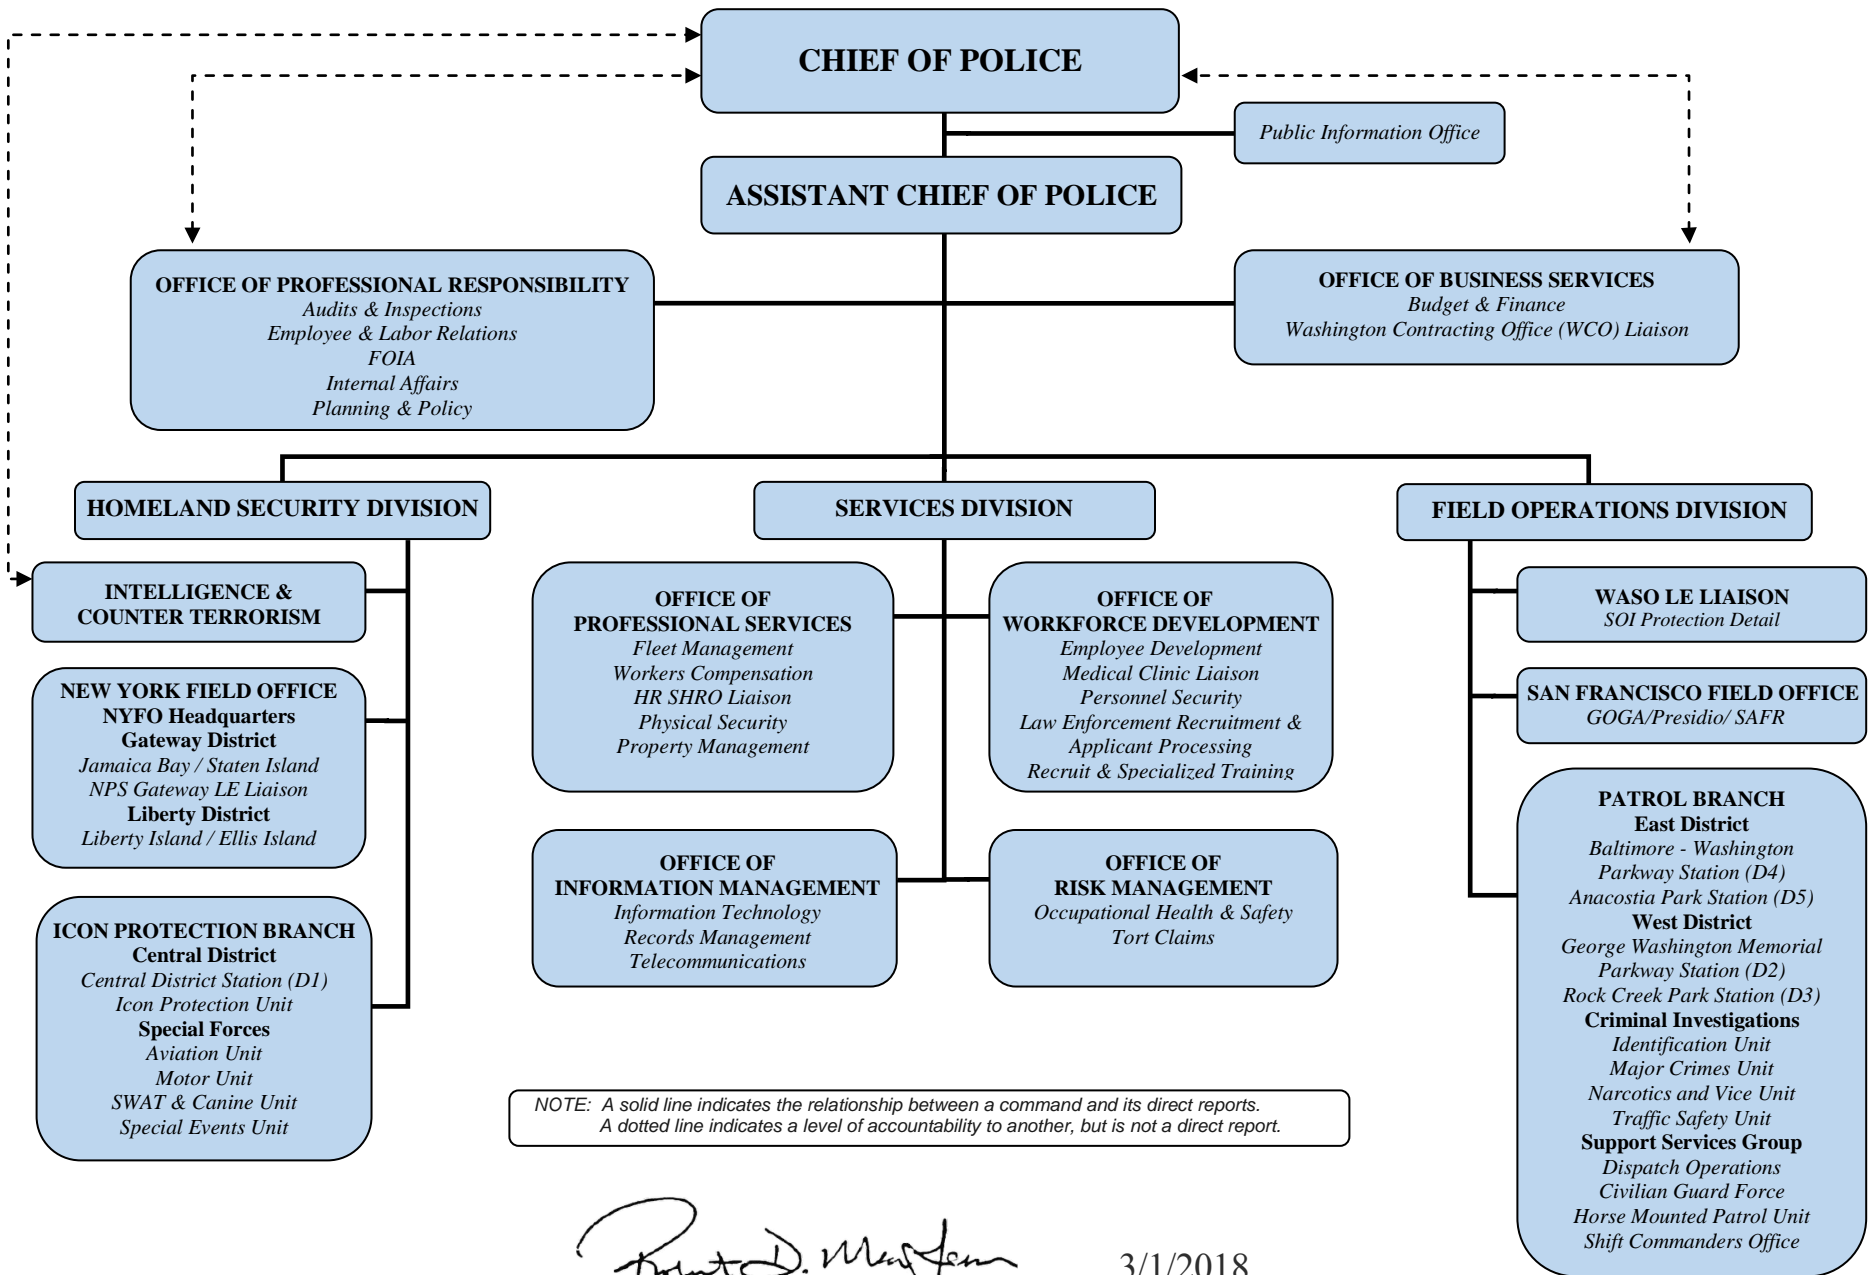 CHIEF OF POLICE
Public Information Office
ASSISTANT CHIEF OF POLICE
OFFICE OF PROFESSIONAL RESPONSIBILITY
Audits & Inspections
Employee & Labor Relations
FOIA
Internal Affairs
Planning & Policy
OFFICE OF BUSINESS SERVICES
Budget & Finance
Washington Contracting Office (WCO) Liaison
HOMELAND SECURITY DIVISION
INTELLIGENCE &
COUNTER TERRORISM
NEW YORK FIELD OFFICE
NYFO Headquarters
Gateway District
Jamaica Bay / Staten Island
NPS Gateway LE Liaison
Liberty District
Liberty Island / Ellis Island
ICON PROTECTION BRANCH
Central District
Central District Station (D1)
Icon Protection Unit
Special Forces
Aviation Unit
Motor Unit
SWAT & Canine Unit
Special Events Unit
SERVICES DIVISION
OFFICE OF
PROFESSIONAL SERVICES
Fleet Management
Workers Compensation
HR SHRO Liaison
Physical Security
Property Management
OFFICE OF
WORKFORCE DEVELOPMENT
Employee Development
Medical Clinic Liaison
Personnel Security
Law Enforcement Recruitment &
Applicant Processing
Recruit & Specialized Training
OFFICE OF
INFORMATION MANAGEMENT
Information Technology
Records Management
Telecommunications
OFFICE OF
RISK MANAGEMENT
Occupational Health & Safety
Tort Claims
FIELD OPERATIONS DIVISION
WASO LE LIAISON
SOI Protection Detail
SAN FRANCISCO FIELD OFFICE
GOGA/Presidio/ SAFR
PATROL BRANCH
East District
Baltimore - Washington
Parkway Station (D4)
Anacostia Park Station (D5)
West District
George Washington Memorial
Parkway Station (D2)
Rock Creek Park Station (D3)
Criminal Investigations
Identification Unit
Major Crimes Unit
Narcotics and Vice Unit
Traffic Safety Unit
Support Services Group
Dispatch Operations
Civilian Guard Force
Horse Mounted Patrol Unit
Shift Commanders Office
NOTE: A solid line indicates the relationship between a command and its direct reports.
A dotted line indicates a level of accountability to another, but is not a direct report.
Robert D. 
3/1/2018